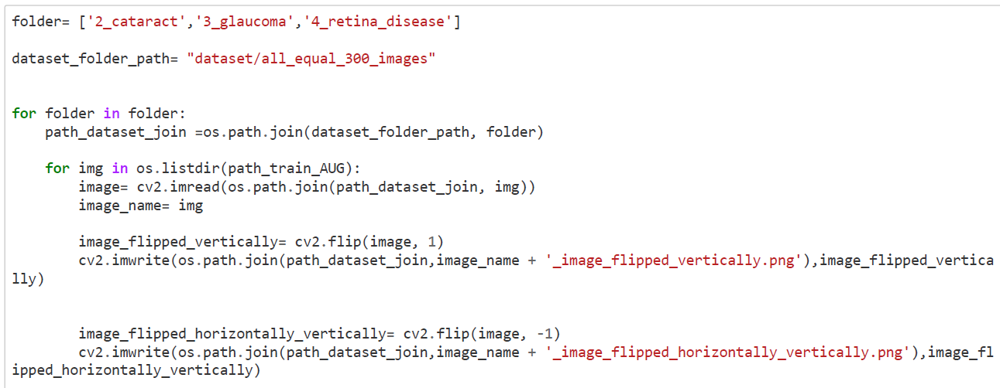 folder= ['2_cataract','3_glaucoma','4_retina_disease']
dataset_folder_path= "dataset/all_equal_300_images"
for folder in folder:
    path_dataset_join =os.path.join(dataset_folder_path, folder)
    for img in os.listdir(path_train_AUG):
        image= cv2.imread(os.path.join(path_dataset_join, img))
        image_name= img
        image_flipped_vertically= cv2.flip(image, 1)
        cv2.imwrite(os.path.join(path_dataset_join,image_name + '_image_flipped_vertically.png'),image_flipped_vertica
lly)
        image_flipped_horizontally_vertically= cv2.flip(image, -1)
        cv2.imwrite(os.path.join(path_dataset_join,image_name + '_image_flipped_horizontally_vertically.png'),image_fl
ipped_horizontally_vertically)